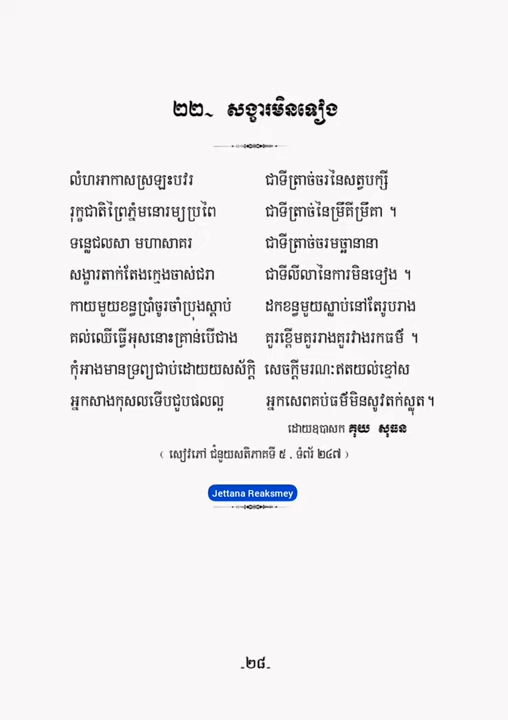 ២២~ សង្ខារមិនទៀង
លំហអាកាសស្រឡះបវរ ជាទីត្រាច់ចរនៃសត្វបក្សី
រុក្ខជាតិព្រៃភ្នំមនោរម្យប្រពៃ ជាទីត្រាច់នៃម្រឹគីម្រឹគា ។
ទន្លេជលសា មហាសាគរ ជាទីត្រាច់ចរមច្ឆានានា
សង្ខារតាក់តែងក្មេងចាស់ជរា ជាទីលីលានៃការមិនទៀង ។
កាយមួយខន្ធប្រាំចូរចាំប្រុងស្ដាប់ ដកខន្ធមួយស្លាប់នៅតែរូបរាង
គល់ឈើធ្វើអុសនោះគ្រាន់បើជាង គួរខ្ពើមគួររាងគួរវាងរកធម៌ ។
កុំអាងមានទ្រព្យជាប់ដោយយសស័ក្ដិ សេចក្ដីមរណៈឥតយល់ខ្មៅស
អ្នកសាងកុសលទើបជួបផលល្អ អ្នកសេពគប់ធម៌មិនសូវតក់ស្លុត ។
ដោយឧបាសក គុយ សុធន
( សៀវភៅ ជំនួយសតិភាគទី ៥ . ទំព័រ ២៤៧ )
Jettana Reaksmey
-២៨-